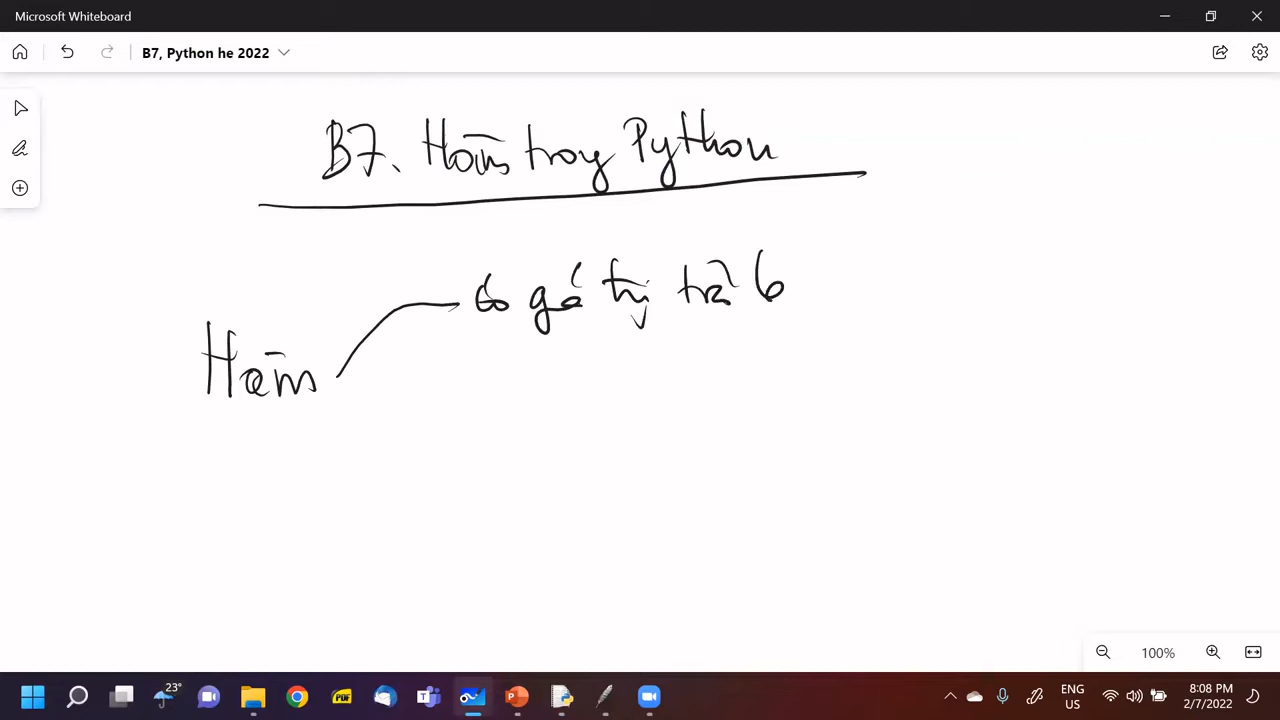 Microsoft Whiteboard
B7, Python he 2022
B7. Hàm trong Python
có giá trị trả
Hàm
100%
23°
PDF
ENG
US
8:08 PM
2/7/2022